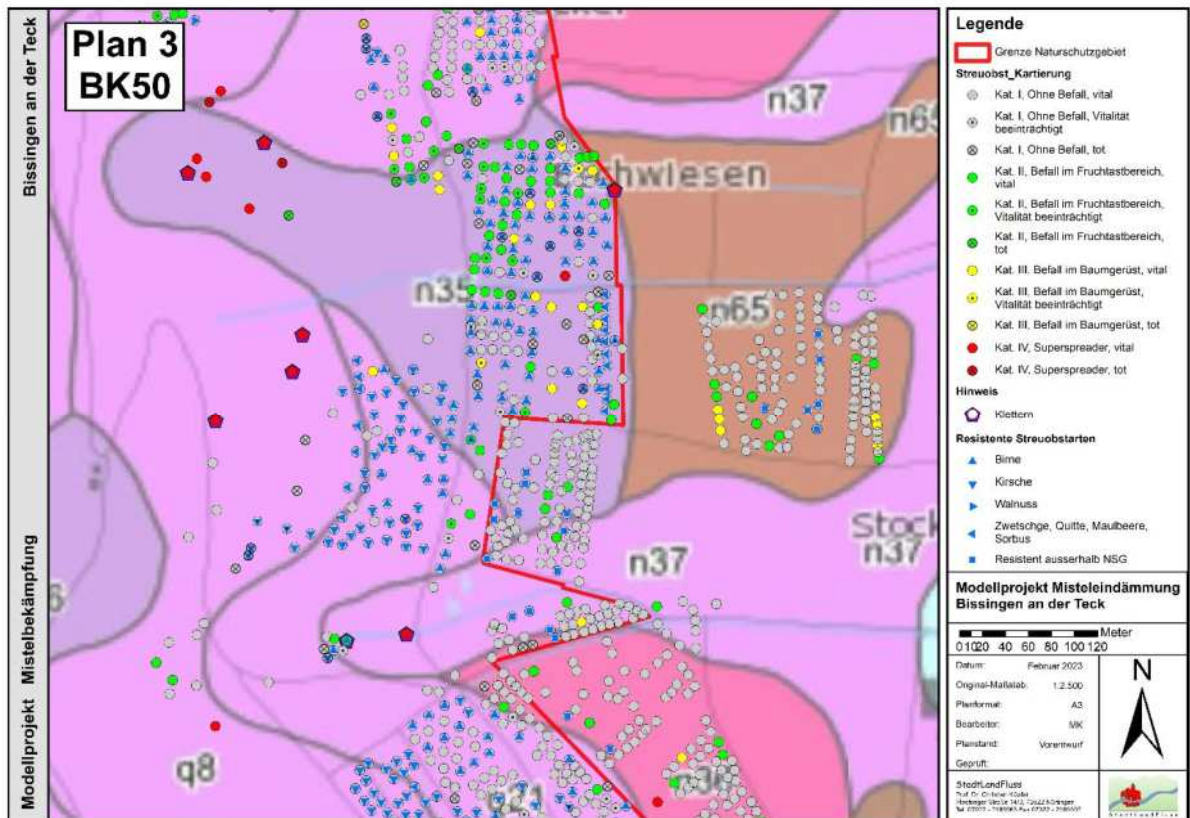 Bissingen an der Teck
Modellprojekt Mistelbekämpfung
Plan 3
BK50
n37
n65
hwiesen
n35
n65
Stock
n37
n37
6
q8
n38
q21
Legende
Grenze Naturschutzgebiet
Streuobst_Kartierung
Kat. I, Ohne Befall, vital
Kat. I, Ohne Befall, Vitalität
beeinträchtigt
Kat. I, Ohne Befall, tot
Kat. II, Befall im Fruchtastbereich,
vital
Kat. II, Befall im Fruchtastbereich,
Vitalität beeinträchtigt
Kat. II, Befall im Fruchtastbereich,
tot
Kat. III. Befall im Baumgerüst, vital
Kat. III. Befall im Baumgerüst,
Vitalität beeinträchtigt
Kat. III, Befall im Baumgerüst, tot
Kat. IV, Superspreader, vital
Kat. IV, Superspreader, tot
Hinweis
Klettern
Resistente Streuobstarten
Birne
Kirsche
Walnuss
Zwetschge, Quitte, Maulbeere,
Sorbus
Resistent ausserhalb NSG
Modellprojekt Misteleindämmung
Bissingen an der Teck
Meter
0 10 20 40 60 80 100 120
Datum: Februar 2023
Original-Maßstab: 1:2.500
Planformat: A3
Bearbeiter: MK
Planstand: Vorentwurf
Geprüft:
N
StadtLandFluss
StadtLandFluss